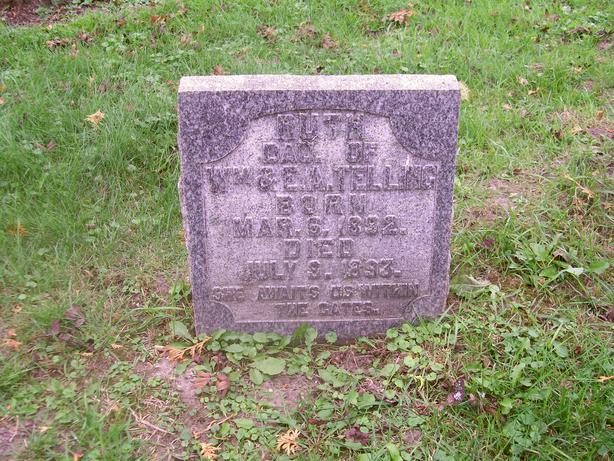 RUTH
DAU. OF
WM & E.A. TELLING
BORN
MAR. 6, 1892.
DIED
JULY 9, 1893.
SHE AWAITS US WITHIN
THE GATES.